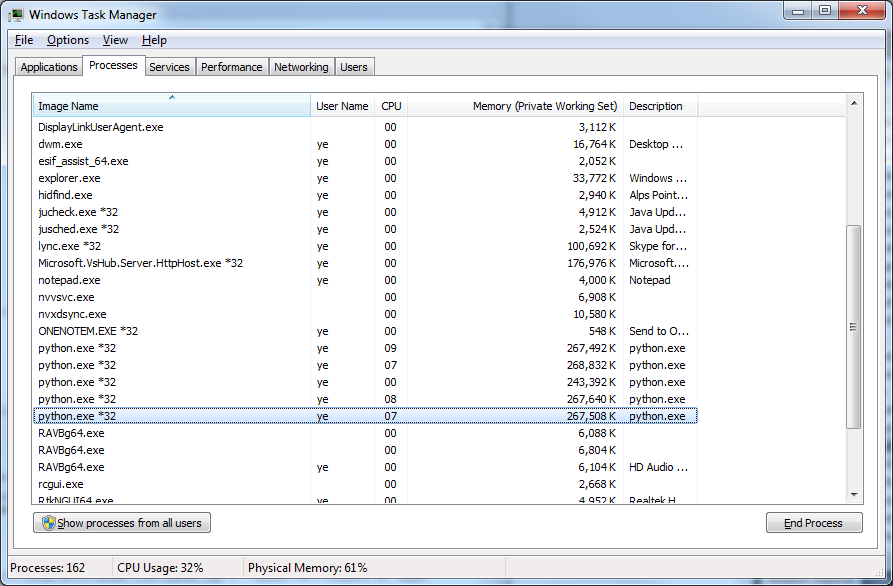 Windows Task Manager
File Options View Help
Applications Processes Services Performance Networking Users
Image Name User Name CPU Memory (Private Working Set) Description
DisplayLinkUserAgent.exe 00 3,112 K
dwm.exe ye 00 16,764 K Desktop ...
esif_assist_64.exe ye 00 2,052 K
explorer.exe ye 00 33,772 K Windows ...
hidfind.exe ye 00 2,940 K Alps Point...
jucheck.exe *32 ye 00 4,912 K Java Upd...
jusched.exe *32 ye 00 2,524 K Java Upd...
lync.exe *32 ye 00 100,692 K Skype for...
Microsoft.VsHub.Server.HttpHost.exe *32 ye 00 176,976 K Microsoft....
notepad.exe ye 00 4,000 K Notepad
nvvsvc.exe 00 6,908 K
nvxdsync.exe 00 10,580 K
ONENOTEM.EXE *32 ye 00 548 K Send to O...
python.exe *32 ye 09 267,492 K python.exe
python.exe *32 ye 07 268,832 K python.exe
python.exe *32 ye 00 243,392 K python.exe
python.exe *32 ye 08 267,640 K python.exe
python.exe *32 ye 07 267,508 K python.exe
RAVBg64.exe 00 6,088 K
RAVBg64.exe 00 6,804 K
RAVBg64.exe ye 00 6,104 K HD Audio ...
rcgui.exe 00 2,668 K
RtkNGUI64.exe ye 00 4,952 K Realtek H
Show processes from all users End Process
Processes: 162 CPU Usage: 32% Physical Memory: 61%